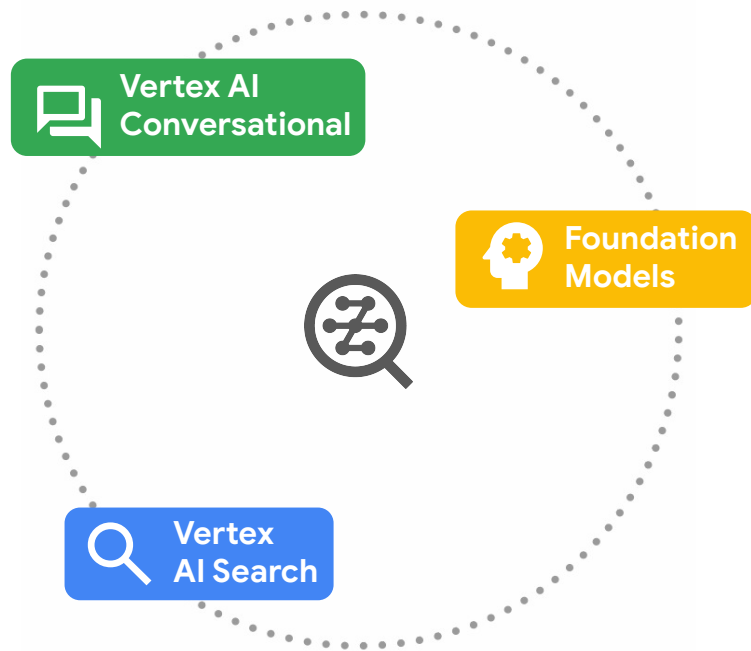 Vertex AI
Conversational
Foundation
Models
Vertex
AI Search